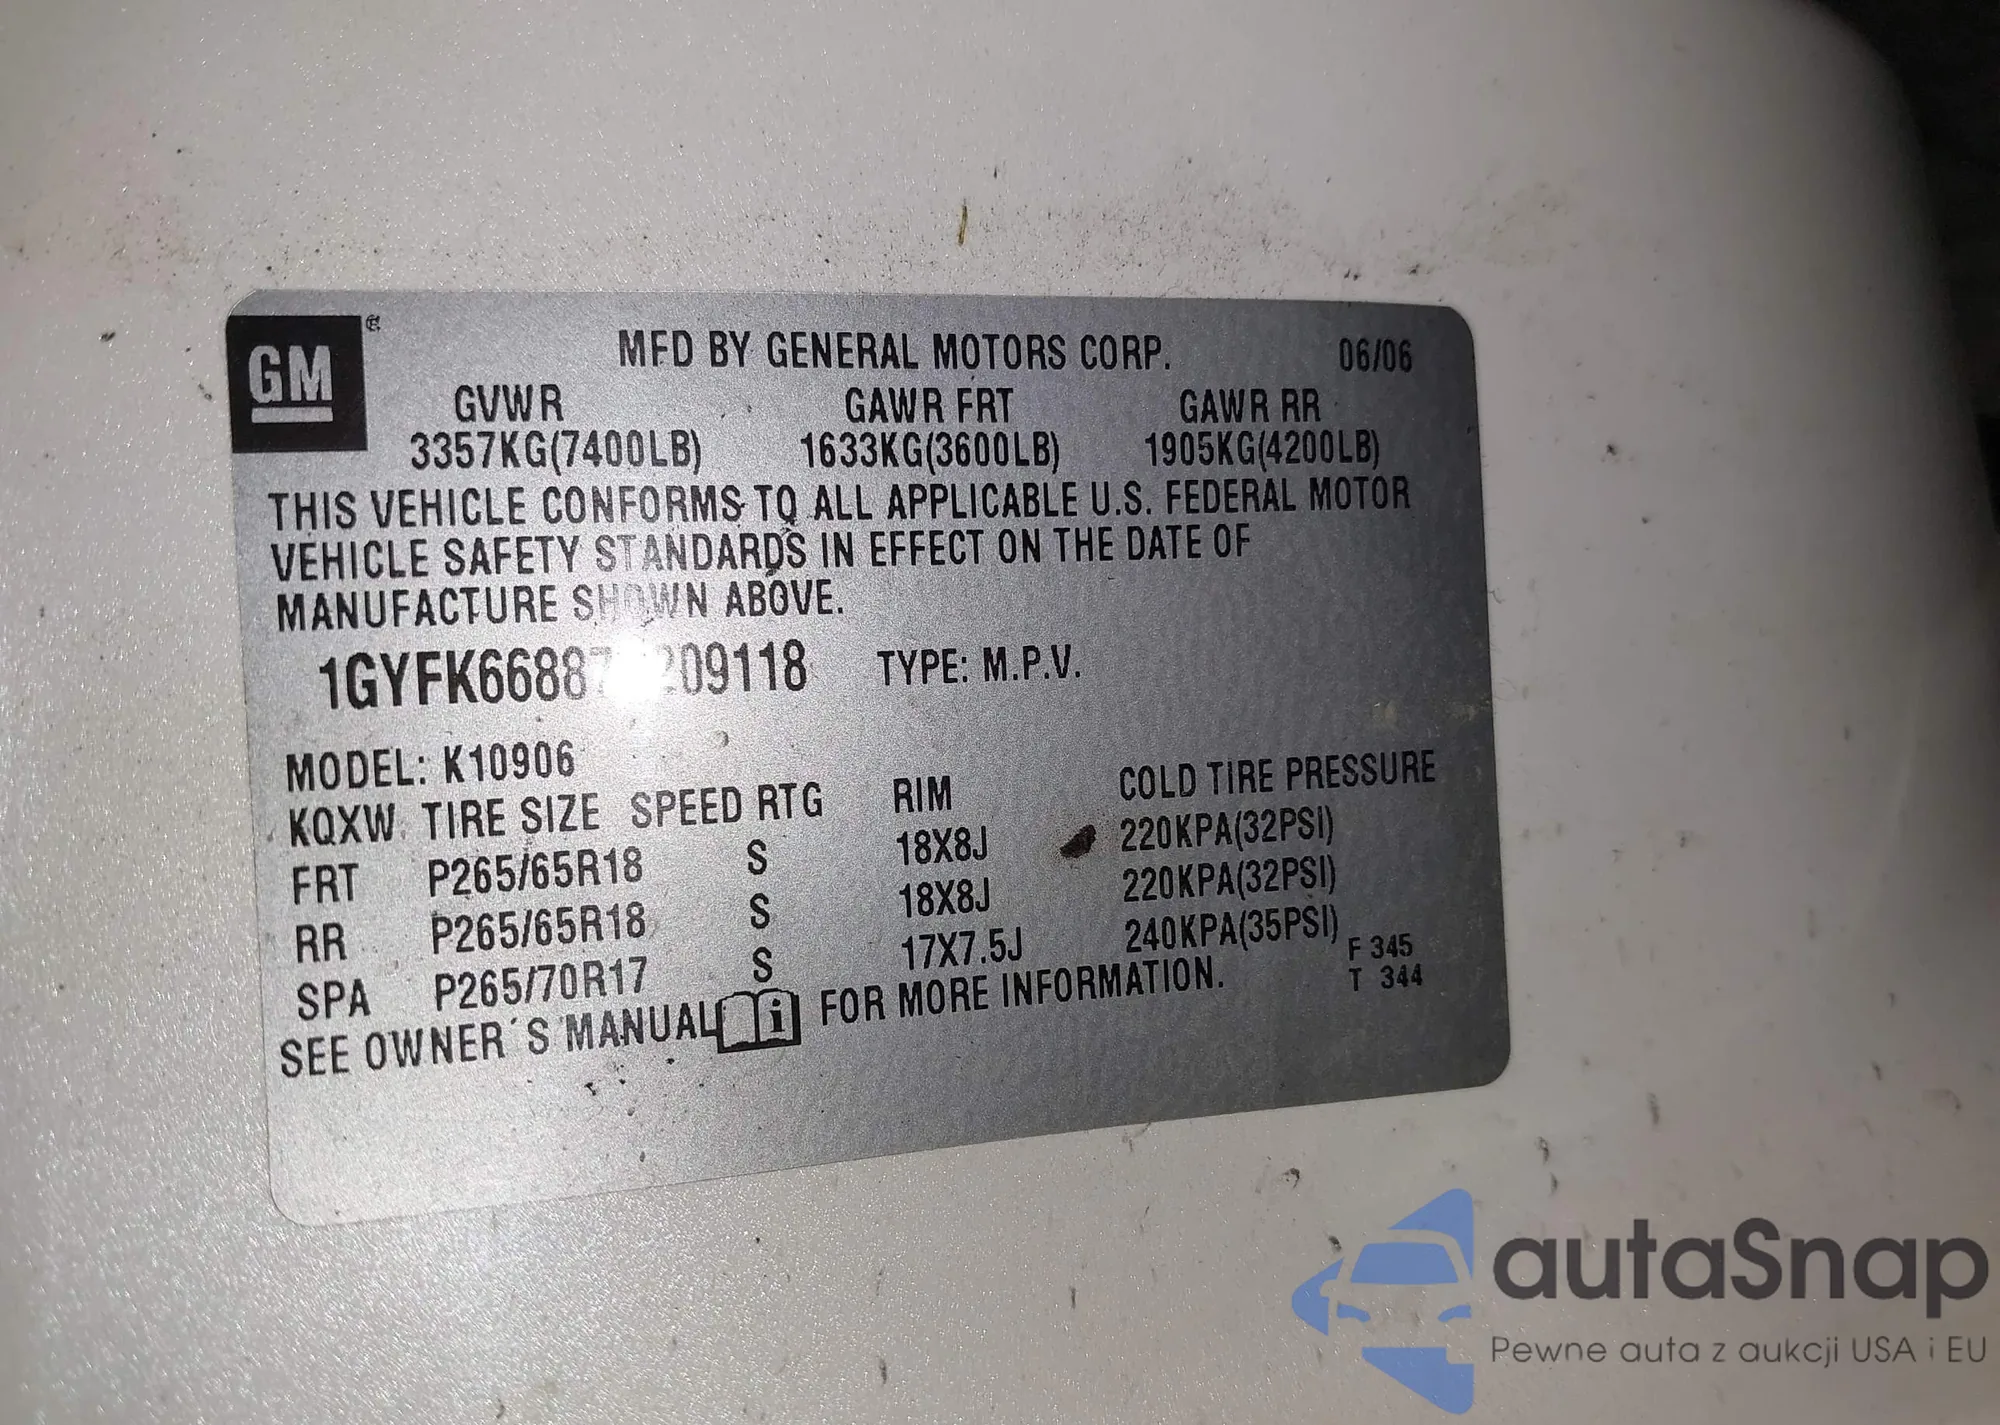 GM
MFD BY GENERAL MOTORS CORP. 06/06
GVWR GAWR FRT GAWR RR
3357KG(7400LB) 1633KG(3600LB) 1905KG(4200LB)
THIS VEHICLE CONFORMS TO ALL APPLICABLE U.S. FEDERAL MOTOR
VEHICLE SAFETY STANDARDS IN EFFECT ON THE DATE OF
MANUFACTURE SHOWN ABOVE.
TYPE: M.P.V.
MODEL: K10906
KQXW TIRE SIZE SPEED RTG RIM COLD TIRE PRESSURE
FRT P265/65R18 S 18X8J 220KPA(32PSI)
RR P265/65R18 S 18X8J 220KPA(32PSI)
SPA P265/70R17 S 17X7.5J 240KPA(35PSI)
SEE OWNER'S MANUAL i FOR MORE INFORMATION.
F 345
T 344
autaSnap
Pewne auta z aukcji USA i EU